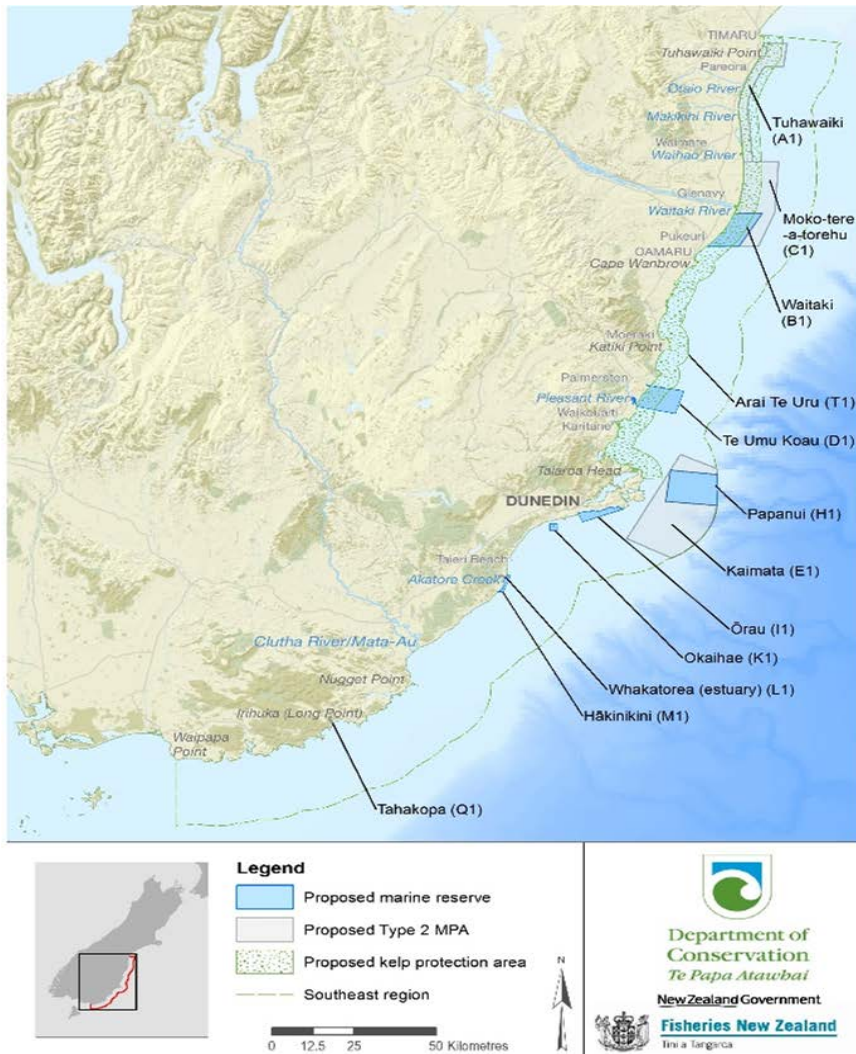 TIMARU
Tuhawaiki Point
Pareora
Otaio River
Makikini River
Waimate
Waihao River
Glenavy
Waitaki River
Pukeuri
OAMARU
Cape Wanbrow
Moeraki
Katiki Point
Palmerston
Pleasant River
Waikouaiti
Karitane
Taiaroa Head
DUNEDIN
Taieri Beach
Akatore Creek
Clutha River/Mata-Au
Nugget Point
Irihuka (Long Point)
Waipapa
Point
Tuhawaiki
(A1)
Moko-tere
-a-torehu
(C1)
Waitaki
(B1)
Arai Te Uru (T1)
Te Umu Koau (D1)
Papanui (H1)
Kaimata (E1)
Ōrau (I1)
Okaihae (K1)
Whakatorea (estuary) (L1)
Hākinikini (M1)
Tahakopa (Q1)
Legend
Proposed marine reserve
Proposed Type 2 MPA
Proposed kelp protection area
Southeast region
N
0 12.5 25 50 Kilometres
Department of
Conservation
Te Papa Atawhai
New Zealand Government
Fisheries New Zealand
Tini a Tangaroa